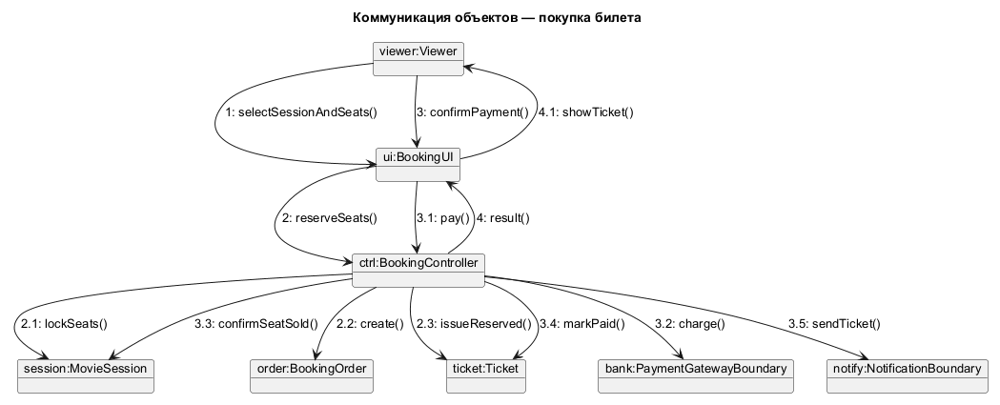 Коммуникация объектов — покупка билета
viewer:Viewer
1: selectSessionAndSeats()
3: confirmPayment()
4.1: showTicket()
ui:BookingUI
2: reserveSeats()
3.1: pay()
4: result()
ctrl:BookingController
2.1: lockSeats()
3.3: confirmSeatSold()
2.2: create()
2.3: issueReserved()
3.4: markPaid()
3.2: charge()
3.5: sendTicket()
session:MovieSession
order:BookingOrder
ticket:Ticket
bank:PaymentGatewayBoundary
notify:NotificationBoundary